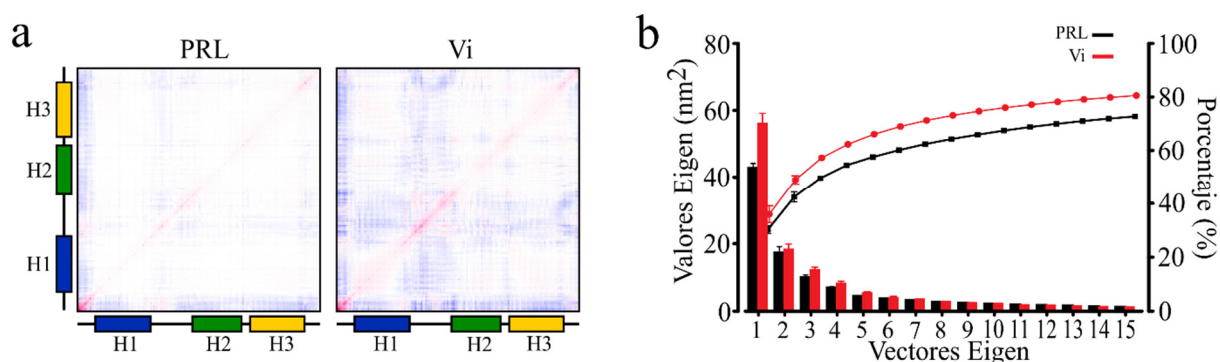 a
PRL
Vi
H3
H2
H1
H1
H2
H3
H1
H2
H3
b
PRL
Vi
Valores Eigen (nm²)
80
60
40
20
0
100
80
60
40
20
0
Porcentaje (%)
1 2 3 4 5 6 7 8 9 10 11 12 13 14 15
Vectores Eigen